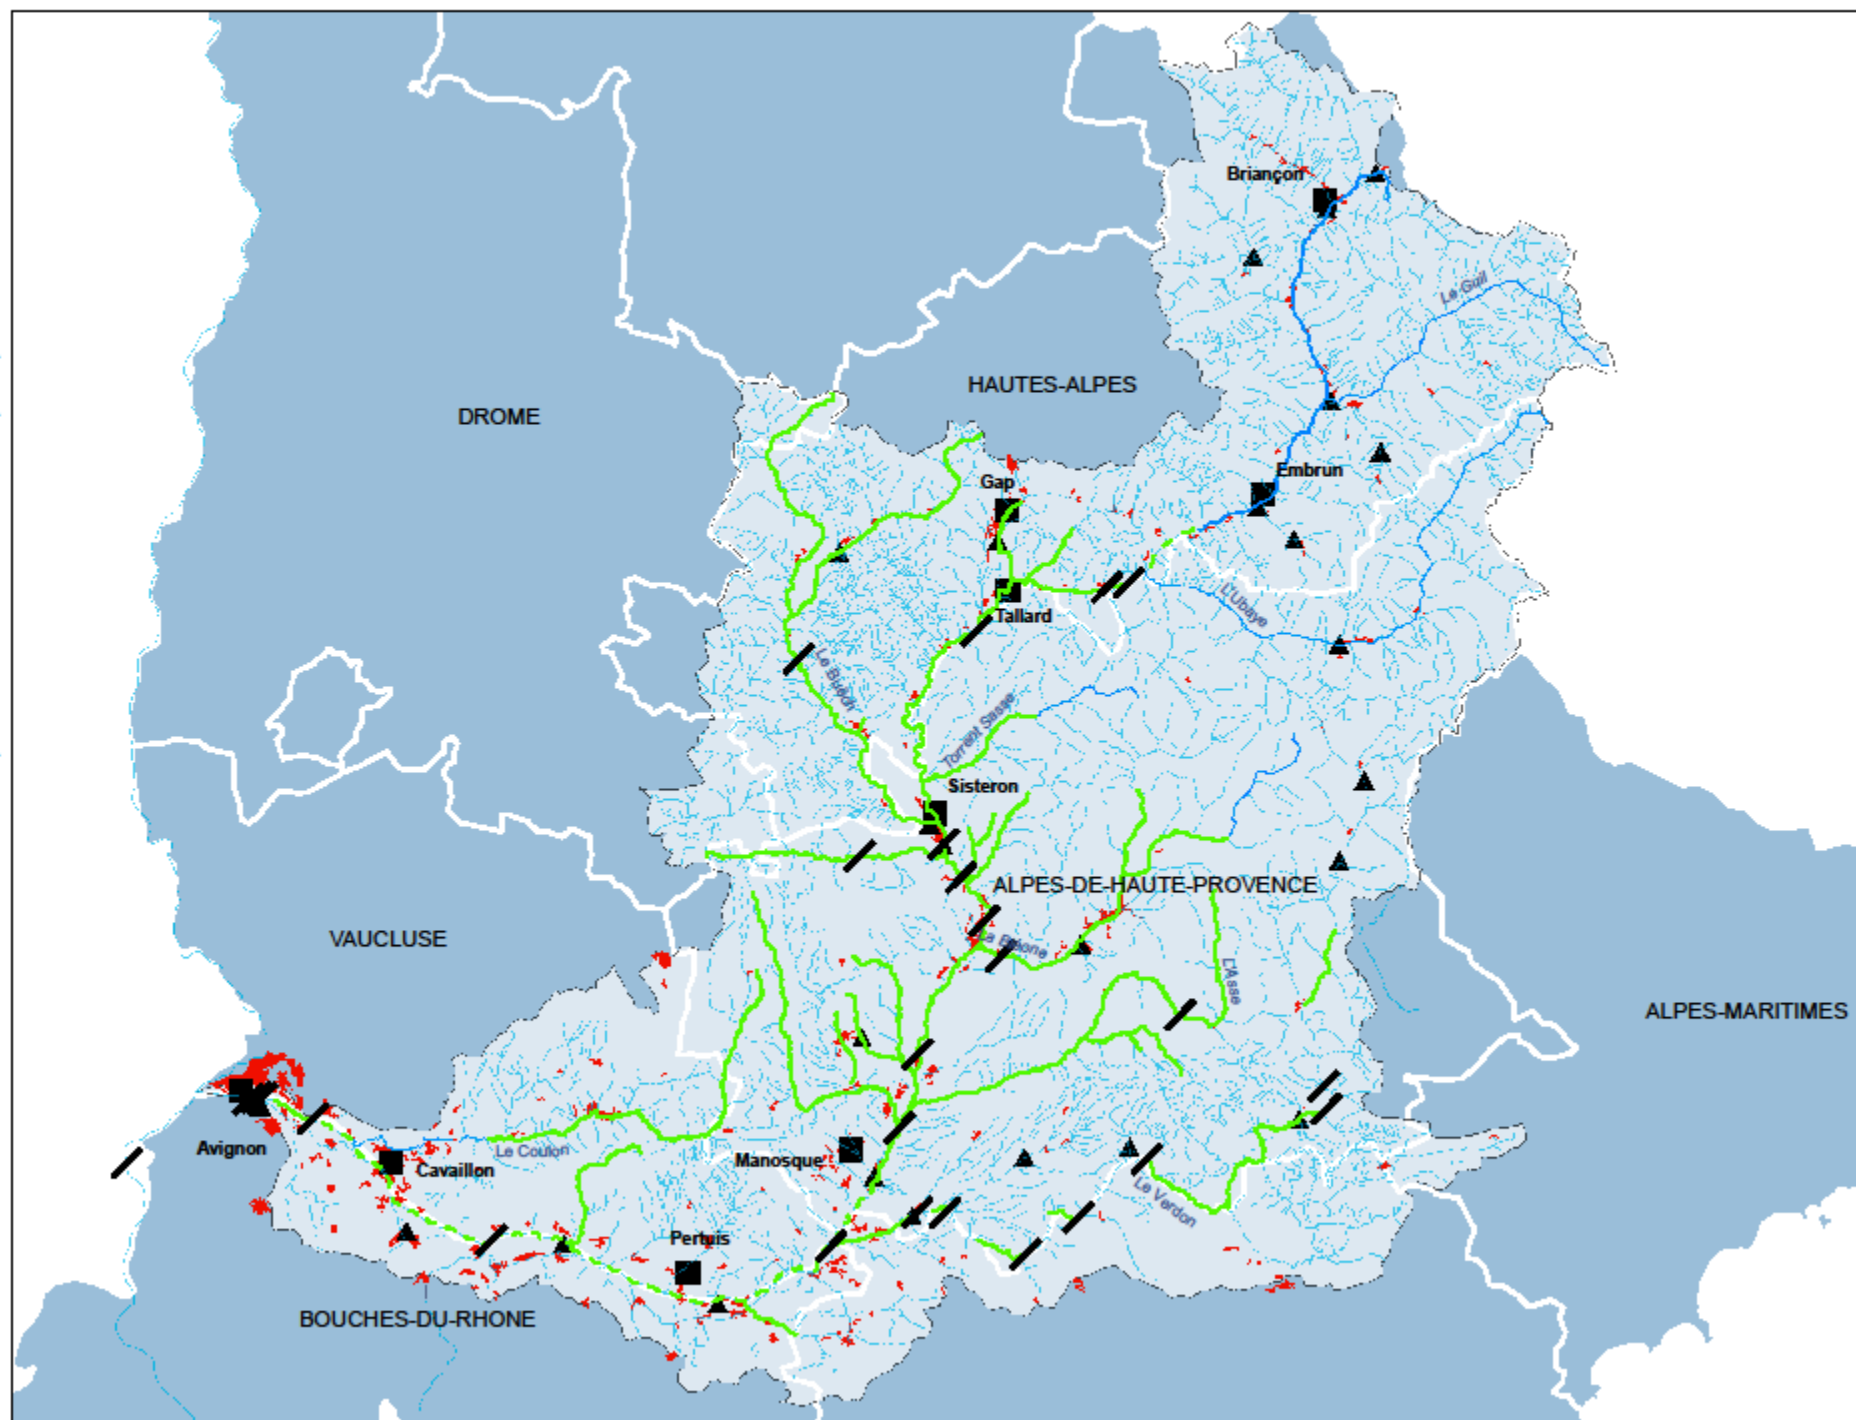 Briançon
Le Guil
HAUTES-ALPES
DROME
Embrun
Gap
L'Ubaye
Tallard
Le Buëch
Torrent Sasse
Sisteron
ALPES-DE-HAUTE-PROVENCE
VAUCLUSE
La Bléone
L'Asse
ALPES-MARITIMES
Avignon
Le Coulon
Manosque
Cavaillon
Le Verdon
Pertuis
BOUCHES-DU-RHONE